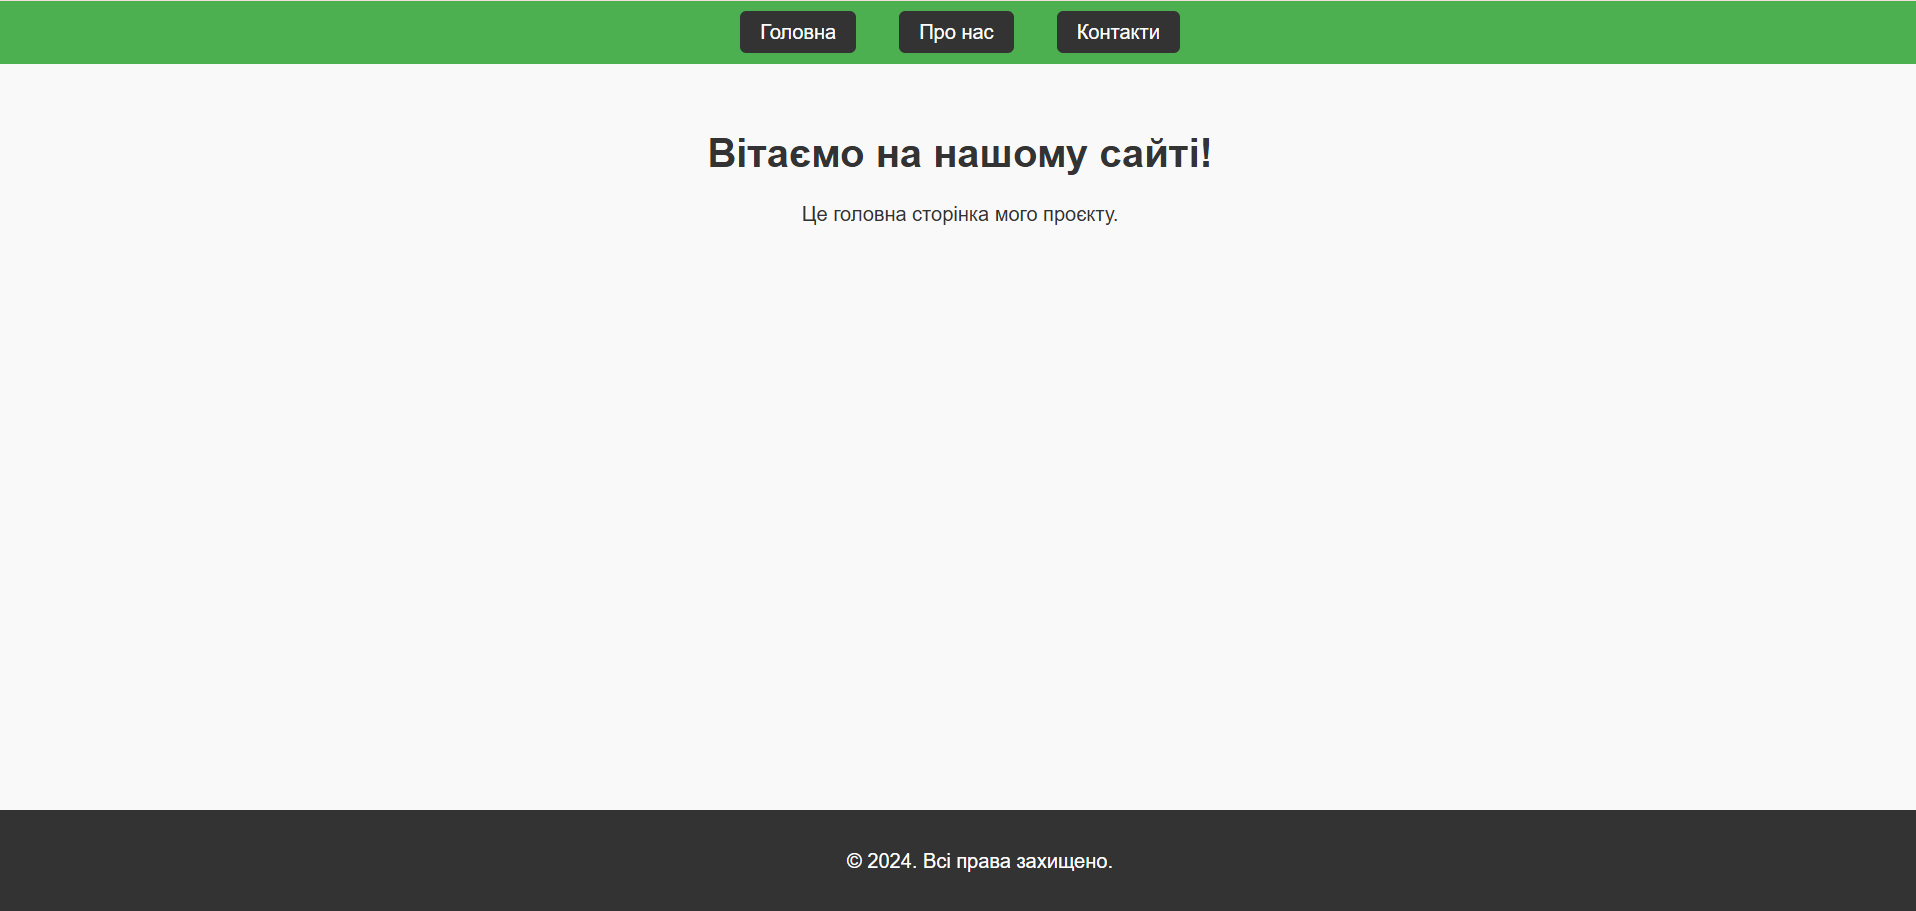 Головна Про нас Контакти
Вітаємо на нашому сайті!
Це головна сторінка мого проєкту.
© 2024. Всі права захищено.